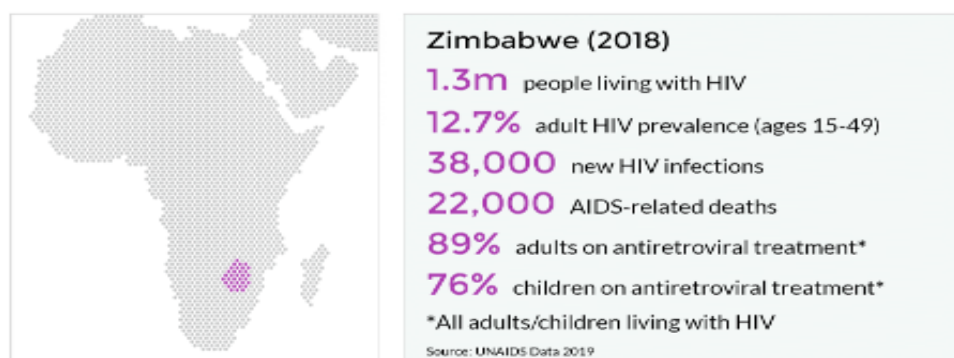 Zimbabwe (2018)
1.3m people living with HIV
12.7% adult HIV prevalence (ages 15-49)
38,000 new HIV infections
22,000 AIDS-related deaths
89% adults on antiretroviral treatment*
76% children on antiretroviral treatment*
*All adults/children living with HIV
Source: UNAIDS Data 2019